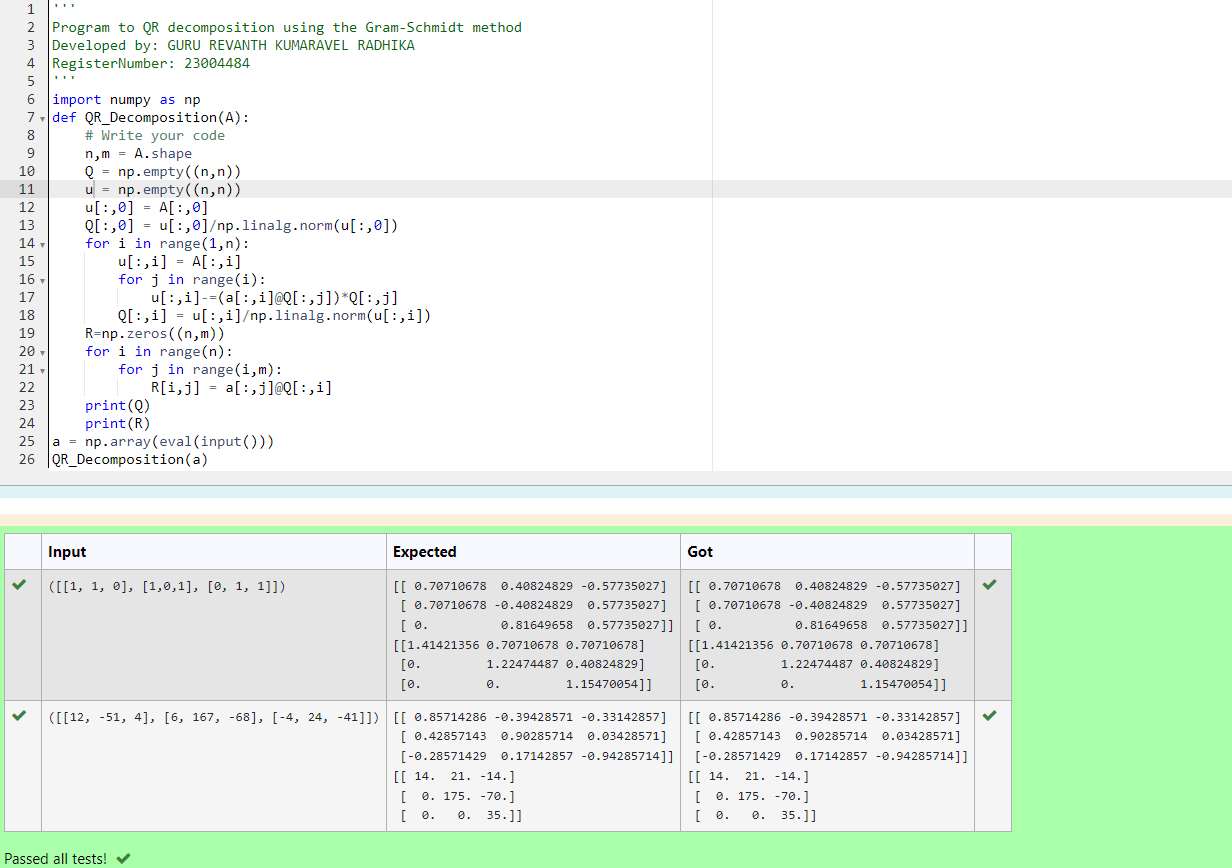 1 '''
2 Program to QR decomposition using the Gram-Schmidt method
3 Developed by: GURU REVANTH KUMARAVEL RADHIKA
4 RegisterNumber: 23004484
5 '''
6 import numpy as np
7 def QR_Decomposition(A):
8     # Write your code
9     n,m = A.shape
10     Q = np.empty((n,n))
11     u = np.empty((n,n))
12     u[:,0] = A[:,0]
13     Q[:,0] = u[:,0]/np.linalg.norm(u[:,0])
14     for i in range(1,n):
15         u[:,i] = A[:,i]
16         for j in range(i):
17             u[:,i]-=(a[:,i]@Q[:,j])*Q[:,j]
18         Q[:,i] = u[:,i]/np.linalg.norm(u[:,i])
19     R=np.zeros((n,m))
20     for i in range(n):
21         for j in range(i,m):
22             R[i,j] = a[:,j]@Q[:,i]
23     print(Q)
24     print(R)
25 a = np.array(eval(input()))
26 QR_Decomposition(a)
Input Expected Got
([[1, 1, 0], [1,0,1], [0, 1, 1]]) [[ 0.70710678  0.40824829 -0.57735027] [[ 0.70710678  0.40824829 -0.57735027]
[ 0.70710678 -0.40824829  0.57735027] [ 0.70710678 -0.40824829  0.57735027]
[ 0.          0.81649658  0.57735027]] [ 0.          0.81649658  0.57735027]]
[[1.41421356 0.70710678 0.70710678] [[1.41421356 0.70710678 0.70710678]
[0.         1.22474487 0.40824829] [0.         1.22474487 0.40824829]
[0.         0.         1.15470054]] [0.         0.         1.15470054]]
([[12, -51, 4], [6, 167, -68], [-4, 24, -41]]) [[ 0.85714286 -0.39428571 -0.33142857] [[ 0.85714286 -0.39428571 -0.33142857]
[ 0.42857143  0.90285714  0.03428571] [ 0.42857143  0.90285714  0.03428571]
[-0.28571429  0.17142857 -0.94285714]] [-0.28571429  0.17142857 -0.94285714]]
[[ 14.  21. -14.] [[ 14.  21. -14.]
[  0. 175. -70.] [  0. 175. -70.]
[  0.   0.  35.]] [  0.   0.  35.]]
Passed all tests!